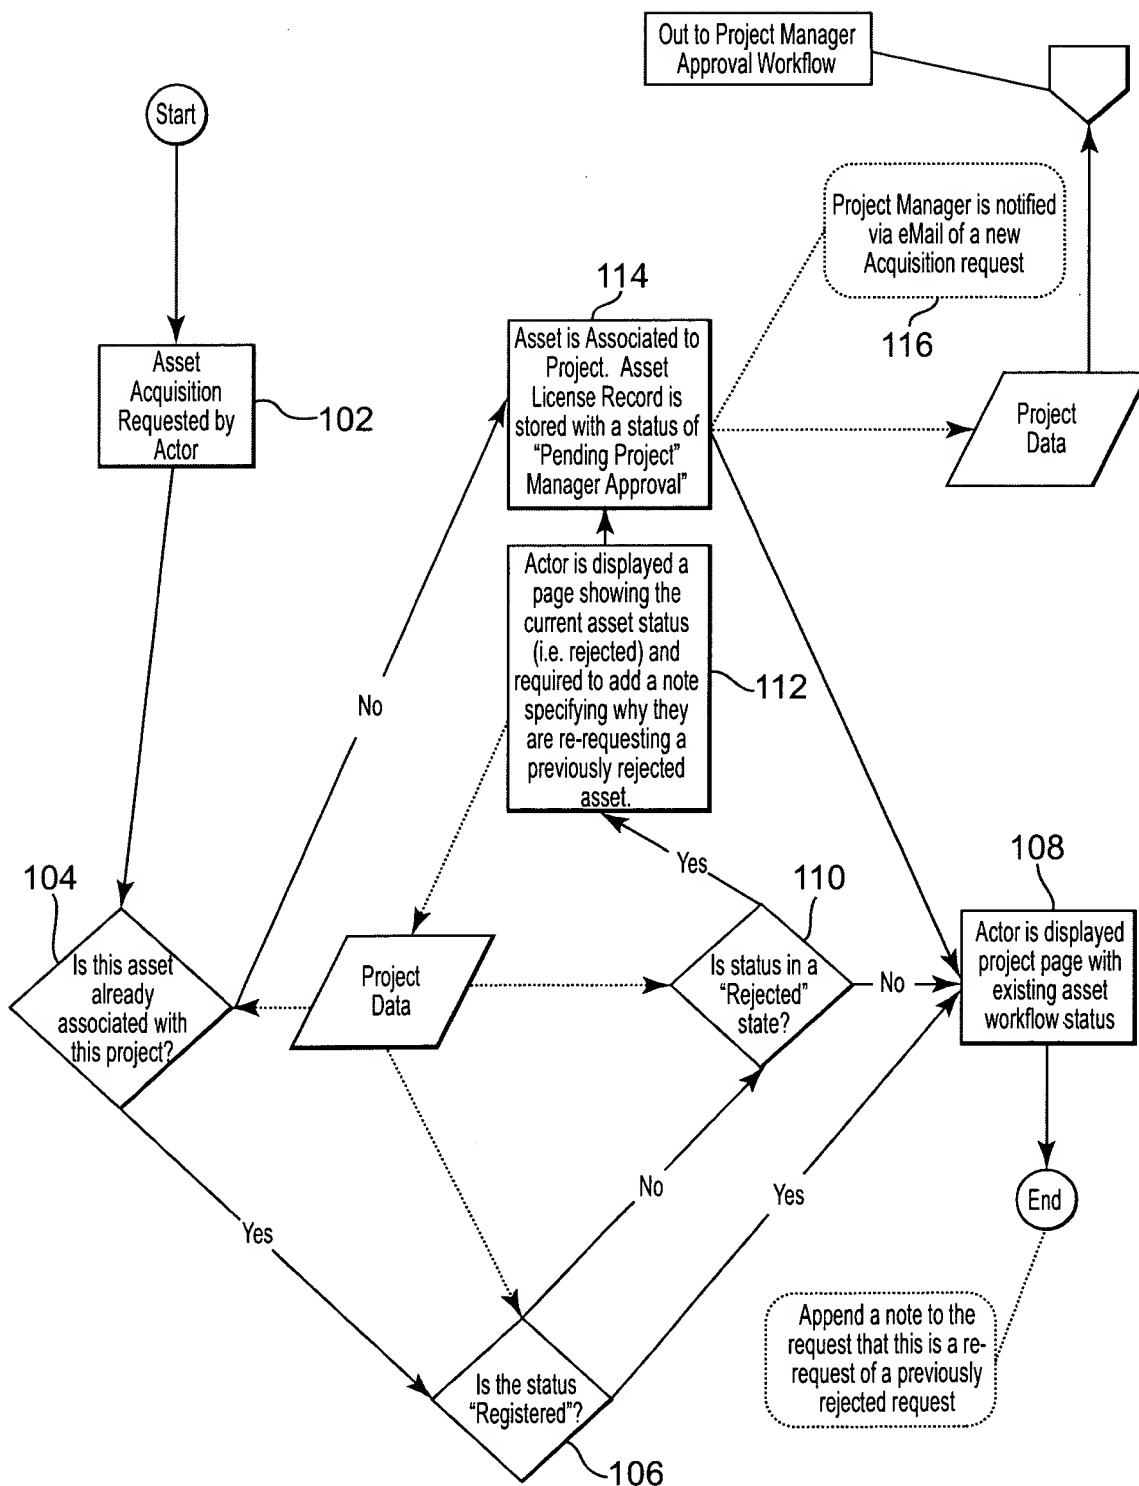 Out to Project Manager
Approval Workflow
Start
Project Manager is notified
via eMail of a new
Acquisition request
116
114
Asset is Associated to
Project. Asset
License Record is
stored with a status of
“Pending Project”
Manager Approval”
Asset
Acquisition
Requested by
Actor
102
Project
Data
Actor is displayed a
page showing the
current asset status
(i.e. rejected) and
required to add a note
specifying why they
are re-requesting a
previously rejected
asset.
112
No
Yes
104
Is this asset
already
associated with
this project?
Project
Data
110
Is status in a
“Rejected”
state?
No
108
Actor is displayed
project page with
existing asset
workflow status
No
Yes
Yes
End
Append a note to the
request that this is a re-
request of a previously
rejected request
Is the status
“Registered”?
106